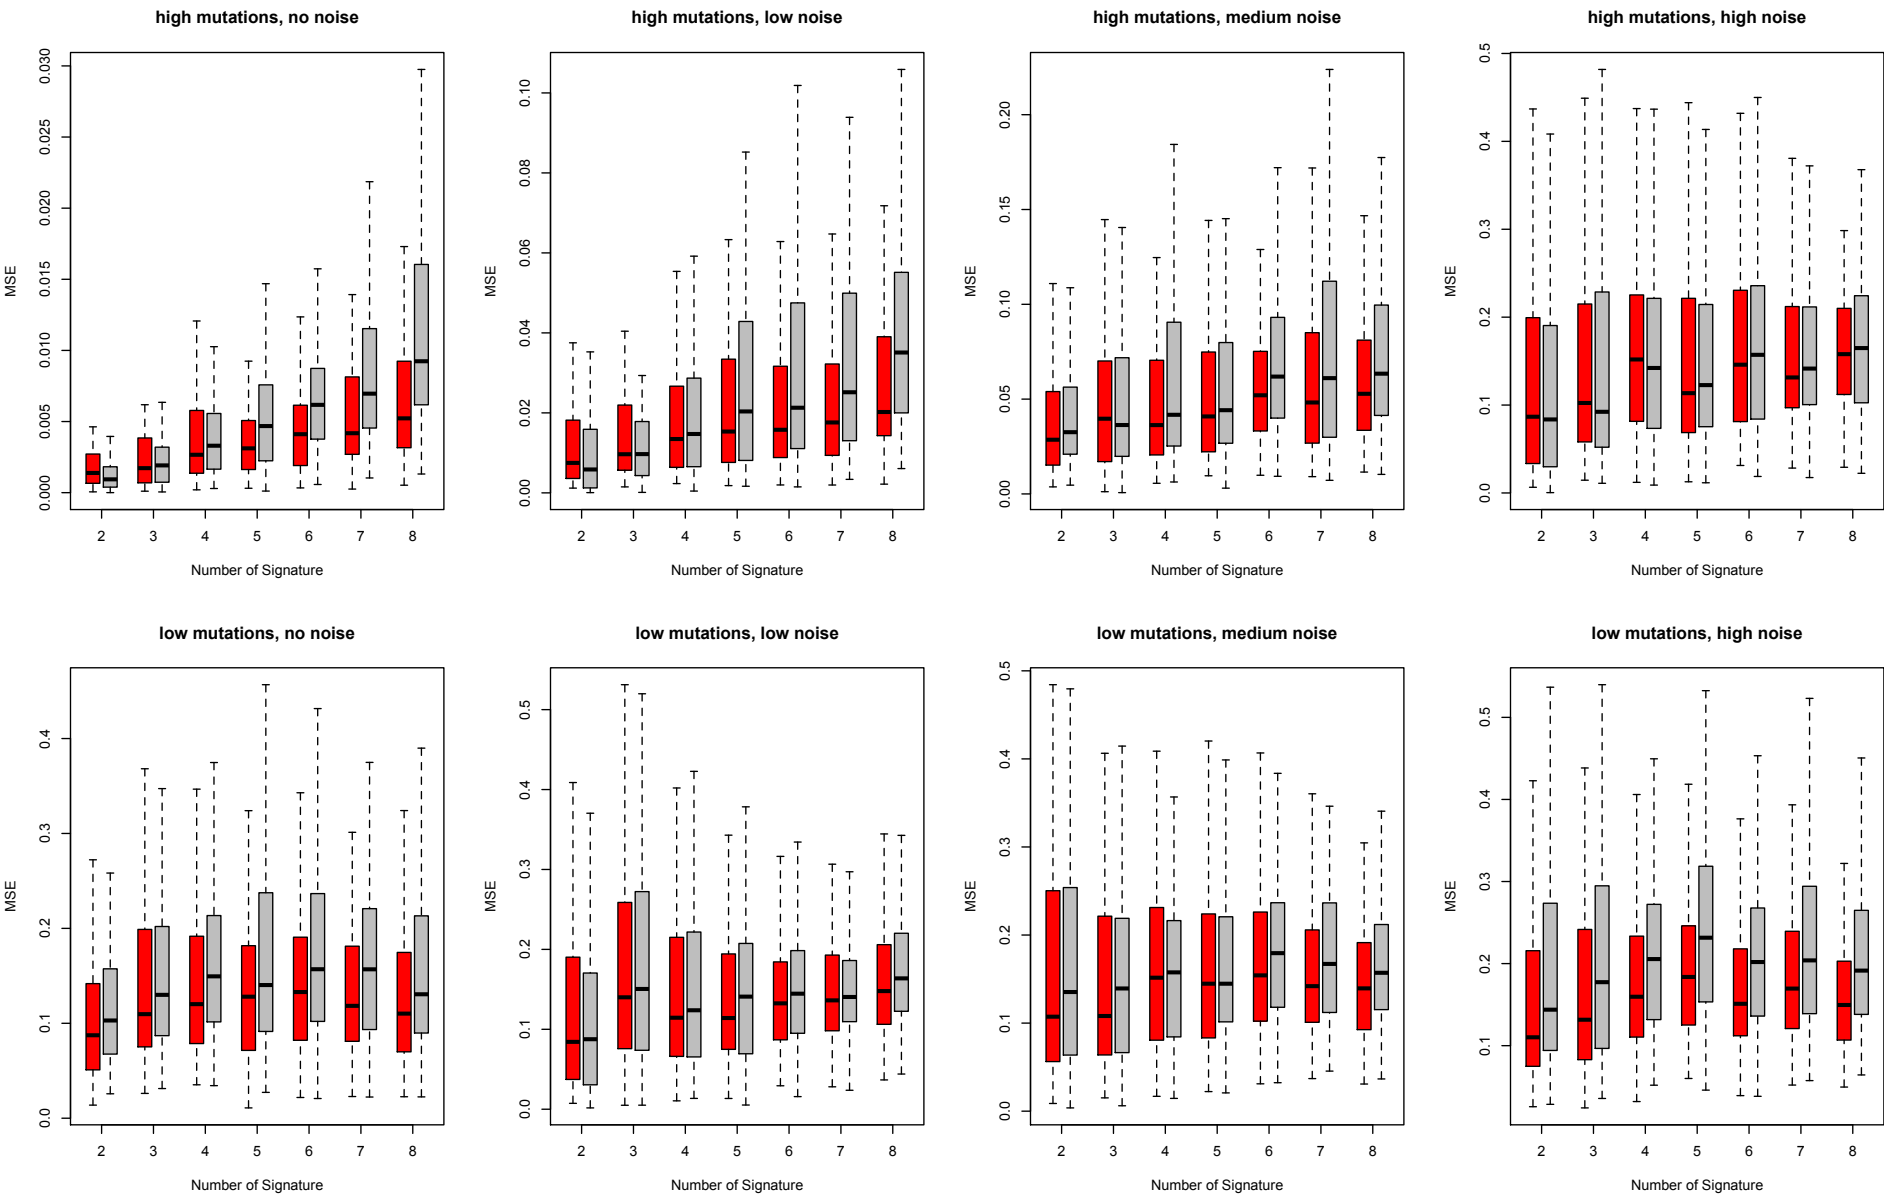 high mutations, no noise
MSE
0.000 0.005 0.010 0.015 0.020 0.025 0.030
2 3 4 5 6 7 8
Number of Signature
high mutations, low noise
MSE
0.00 0.02 0.04 0.06 0.08 0.10
2 3 4 5 6 7 8
Number of Signature
high mutations, medium noise
MSE
0.00 0.05 0.10 0.15 0.20
2 3 4 5 6 7 8
Number of Signature
high mutations, high noise
MSE
0.0 0.1 0.2 0.3 0.4 0.5
2 3 4 5 6 7 8
Number of Signature
low mutations, no noise
MSE
0.0 0.1 0.2 0.3 0.4
2 3 4 5 6 7 8
Number of Signature
low mutations, low noise
MSE
0.0 0.1 0.2 0.3 0.4 0.5
2 3 4 5 6 7 8
Number of Signature
low mutations, medium noise
MSE
0.0 0.1 0.2 0.3 0.4 0.5
2 3 4 5 6 7 8
Number of Signature
low mutations, high noise
MSE
0.1 0.2 0.3 0.4 0.5
2 3 4 5 6 7 8
Number of Signature